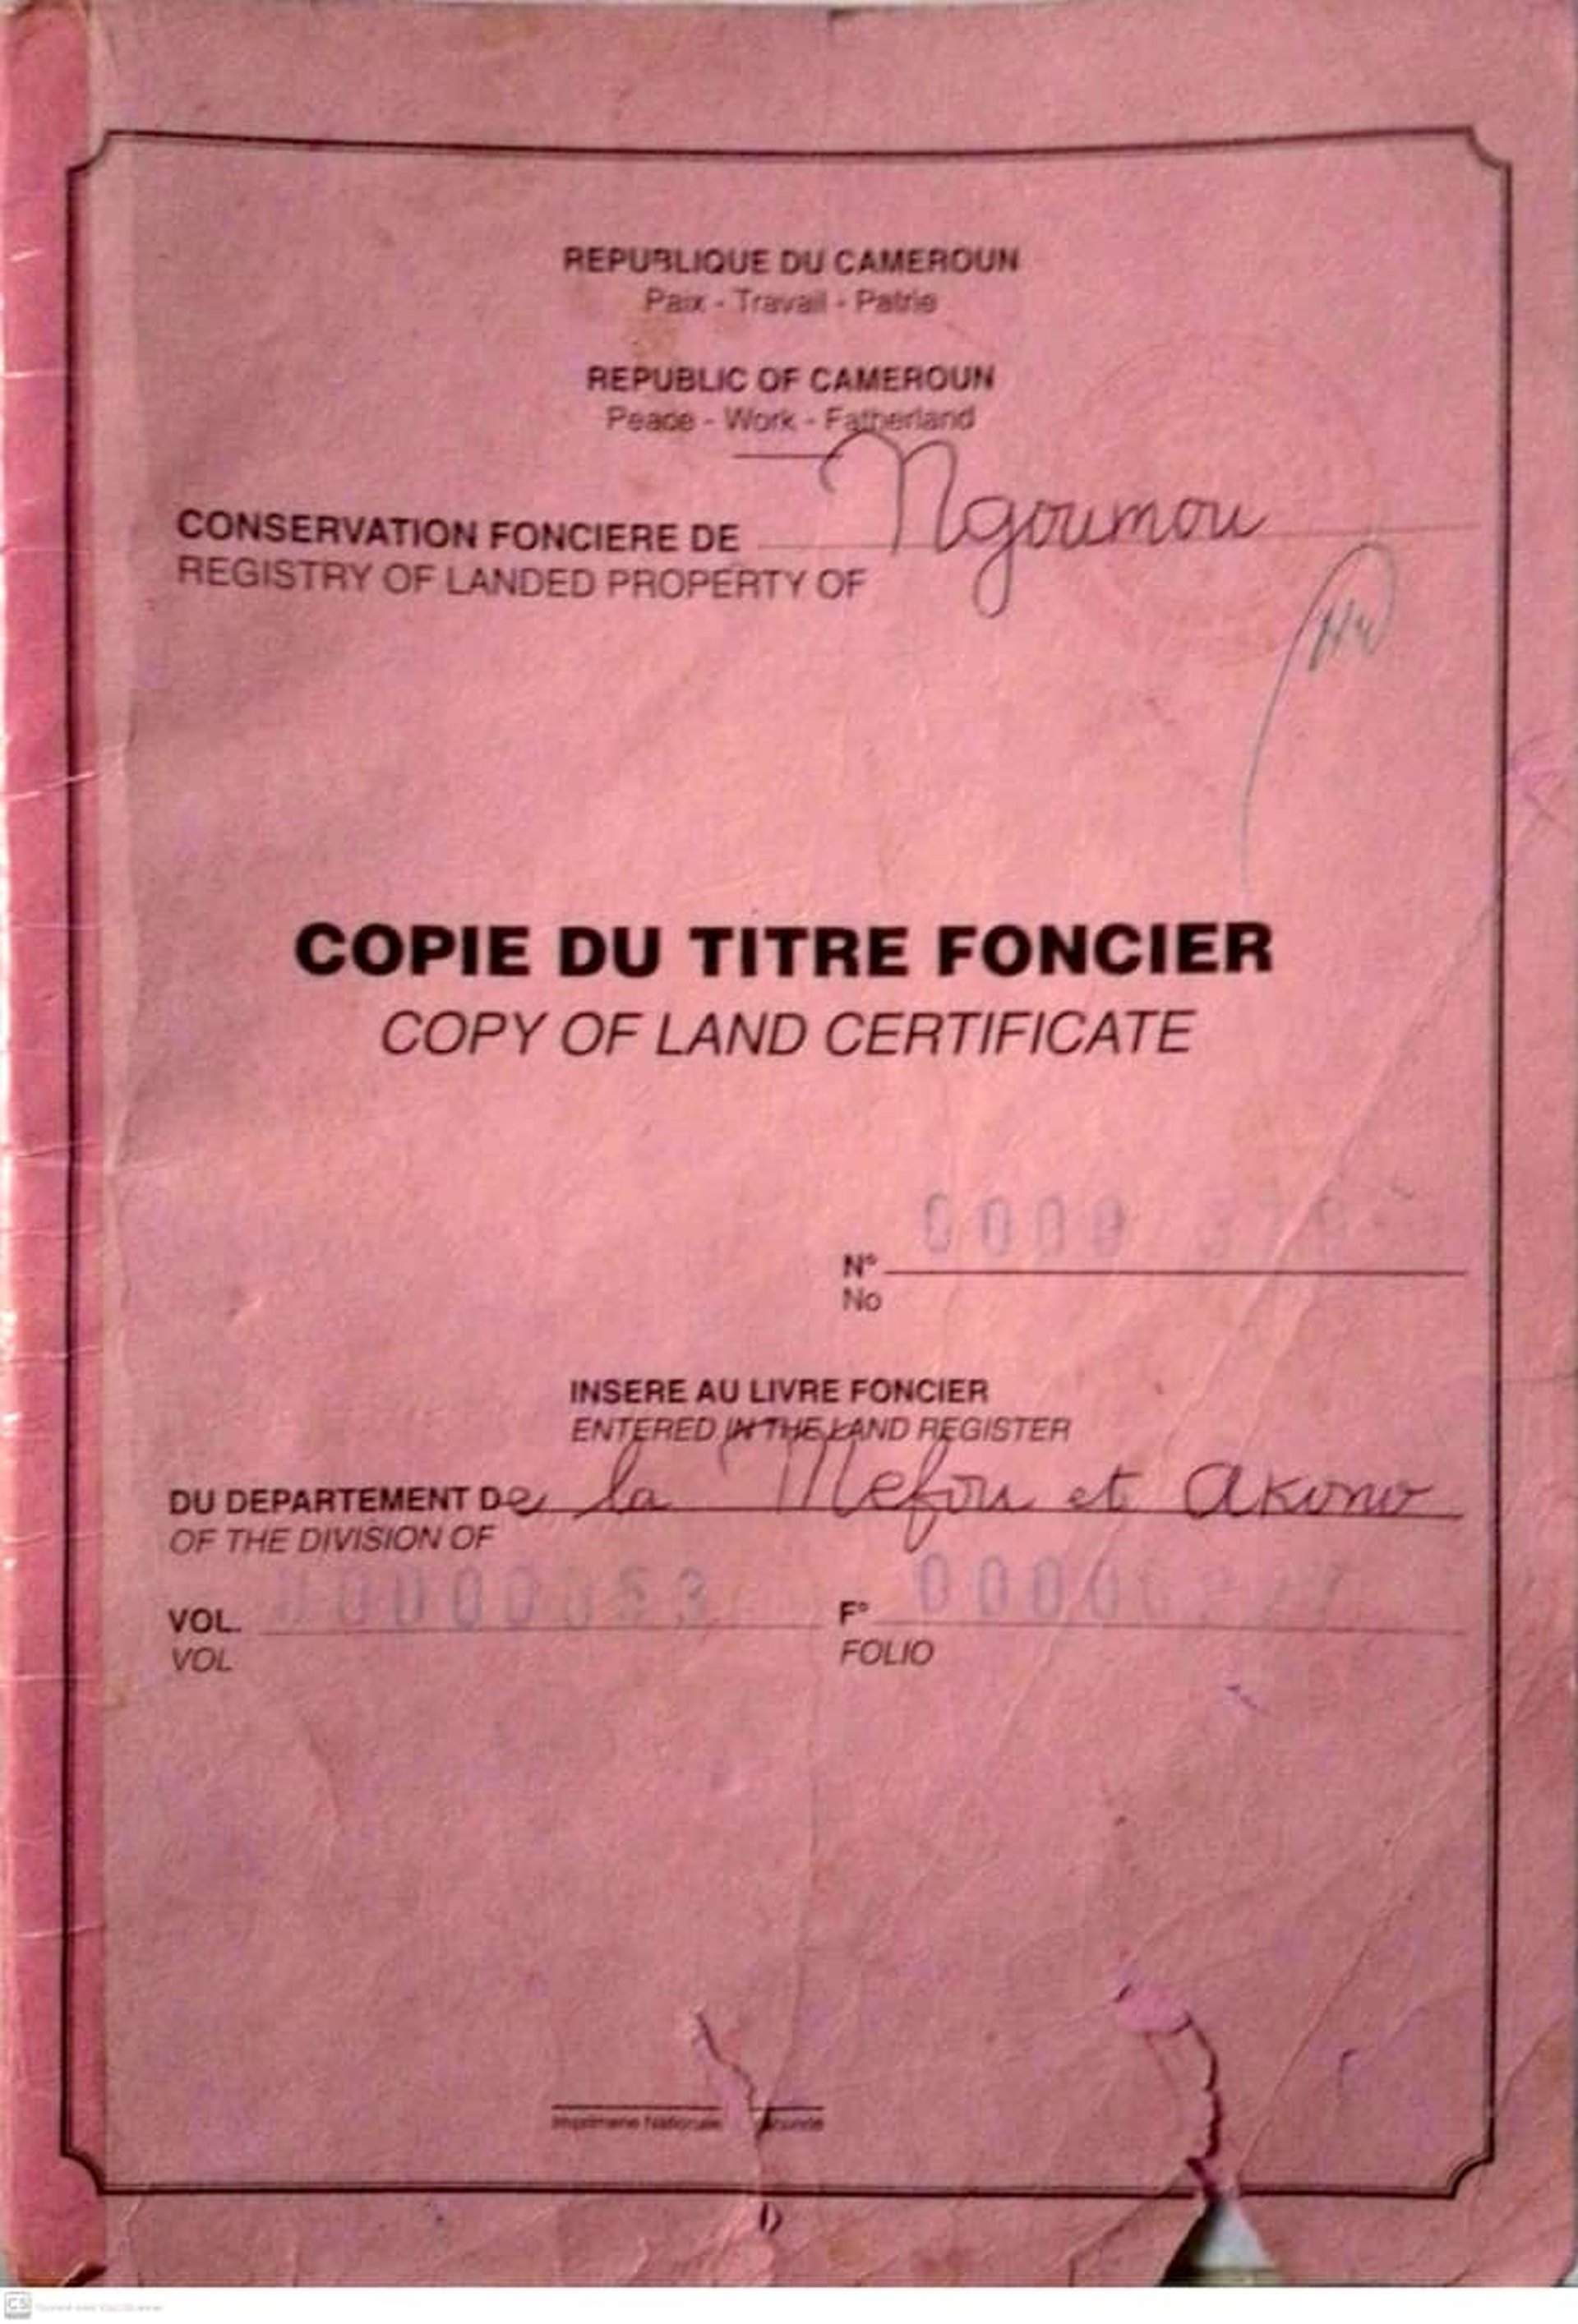 REPUBLIQUE DU CAMEROUN
Paix - Travail - Patrie
REPUBLIC OF CAMEROUN
Peace - Work - Fatherland
CONSERVATION FONCIERE DE Ngoumou
REGISTRY OF LANDED PROPERTY OF
COPIE DU TITRE FONCIER
COPY OF LAND CERTIFICATE
N°
No
INSERE AU LIVRE FONCIER
ENTERED IN THE LAND REGISTER
DU DEPARTEMENT De la Mefou et Akono
OF THE DIVISION OF
VOL. F°
VOL FOLIO
Imprimerie Nationale
CS